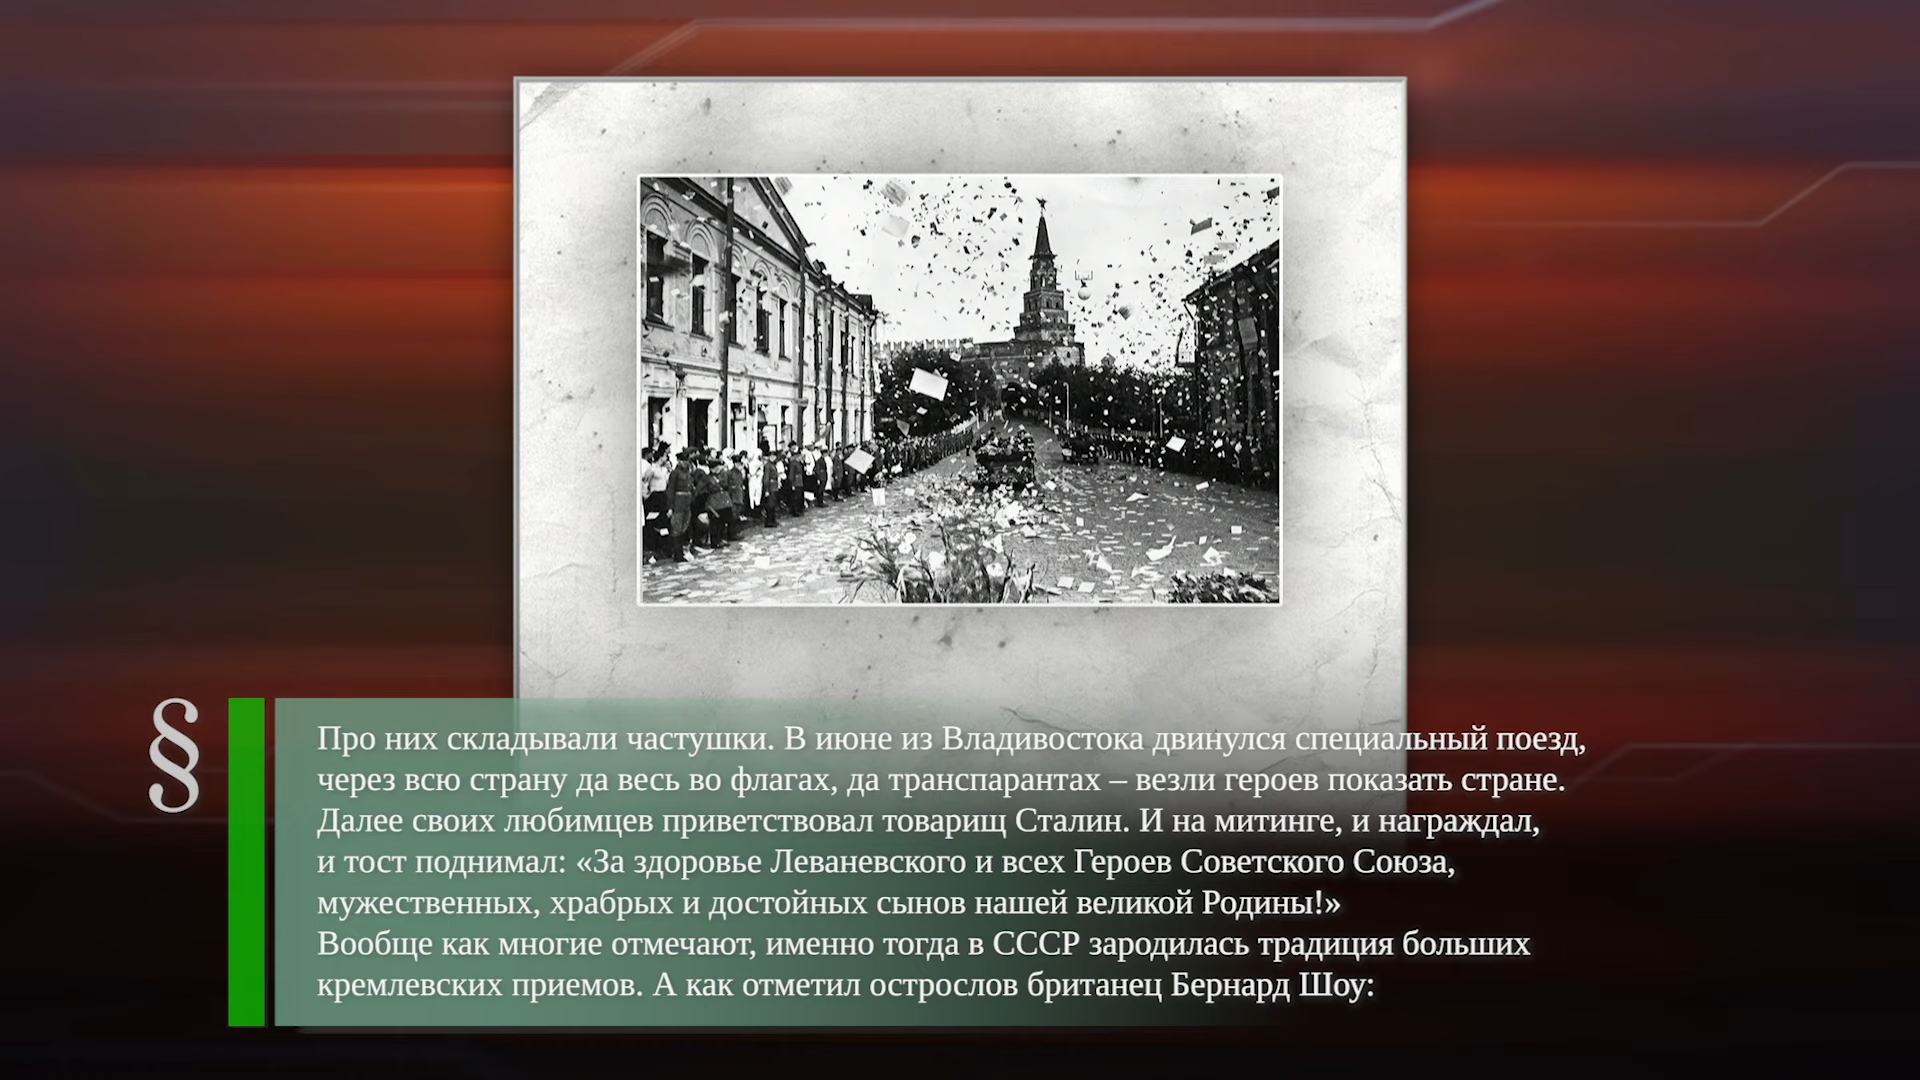 §
Про них складывали частушки. В июне из Владивостока двинулся специальный поезд,
через всю страну да весь во флагах, да транспарантах – везли героев показать стране.
Далее своих любимцев приветствовал товарищ Сталин. И на митинге, и награждал,
и тост поднимал: «За здоровье Леваневского и всех Героев Советского Союза,
мужественных, храбрых и достойных сынов нашей великой Родины!»
Вообще как многие отмечают, именно тогда в СССР зародилась традиция больших
кремлевских приемов. А как отметил острослов британец Бернард Шоу: